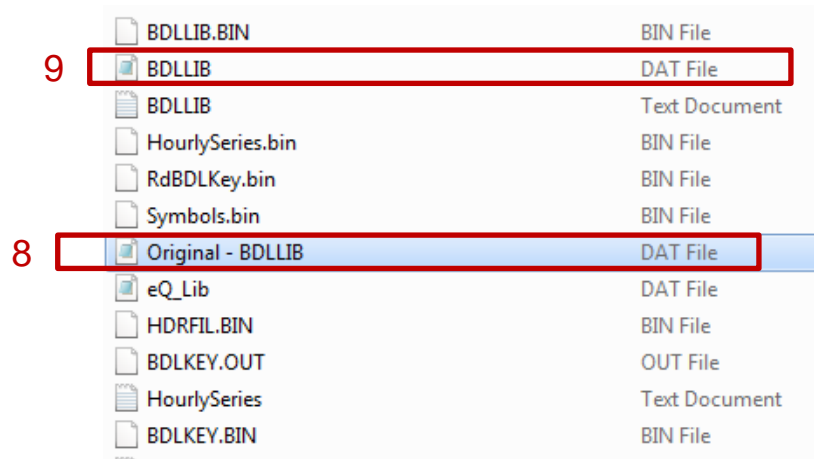 BDLLIB.BIN BIN File
9 BDLLIB DAT File
BDLLIB Text Document
HourlySeries.bin BIN File
RdBDLKey.bin BIN File
Symbols.bin BIN File
8 Original - BDLLIB DAT File
eQ_Lib DAT File
HDRFIL.BIN BIN File
BDLKEY.OUT OUT File
HourlySeries Text Document
BDLKEY.BIN BIN File